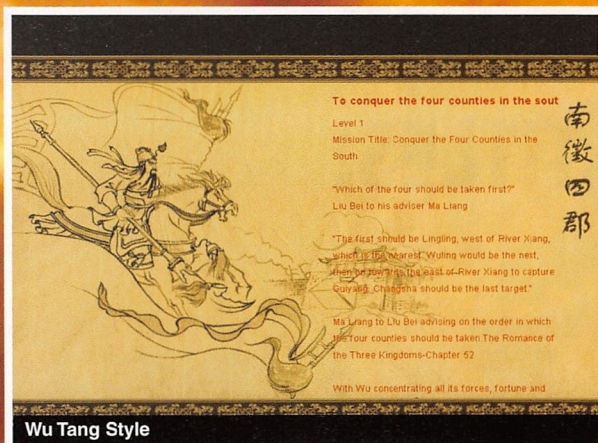 To conquer the four counties in the sout
Level 1
Mission Title: Conquer the Four Counties in the
South
"Which of the four should be taken first?"
Liu Bei to his adviser Ma Liang
"The first should be Lingling, west of River Xiang,
which is the nearest. Wuling would be the next,
then on towards the east of River Xiang to capture
Guiyang. Changsha should be the last target."
Ma Liang to Liu Bei advising on the order in which
the four counties should be taken.The Romance of
the Three Kingdoms-Chapter 52
With Wu concentrating all its forces, fortune and
南徵四郡
Wu Tang Style